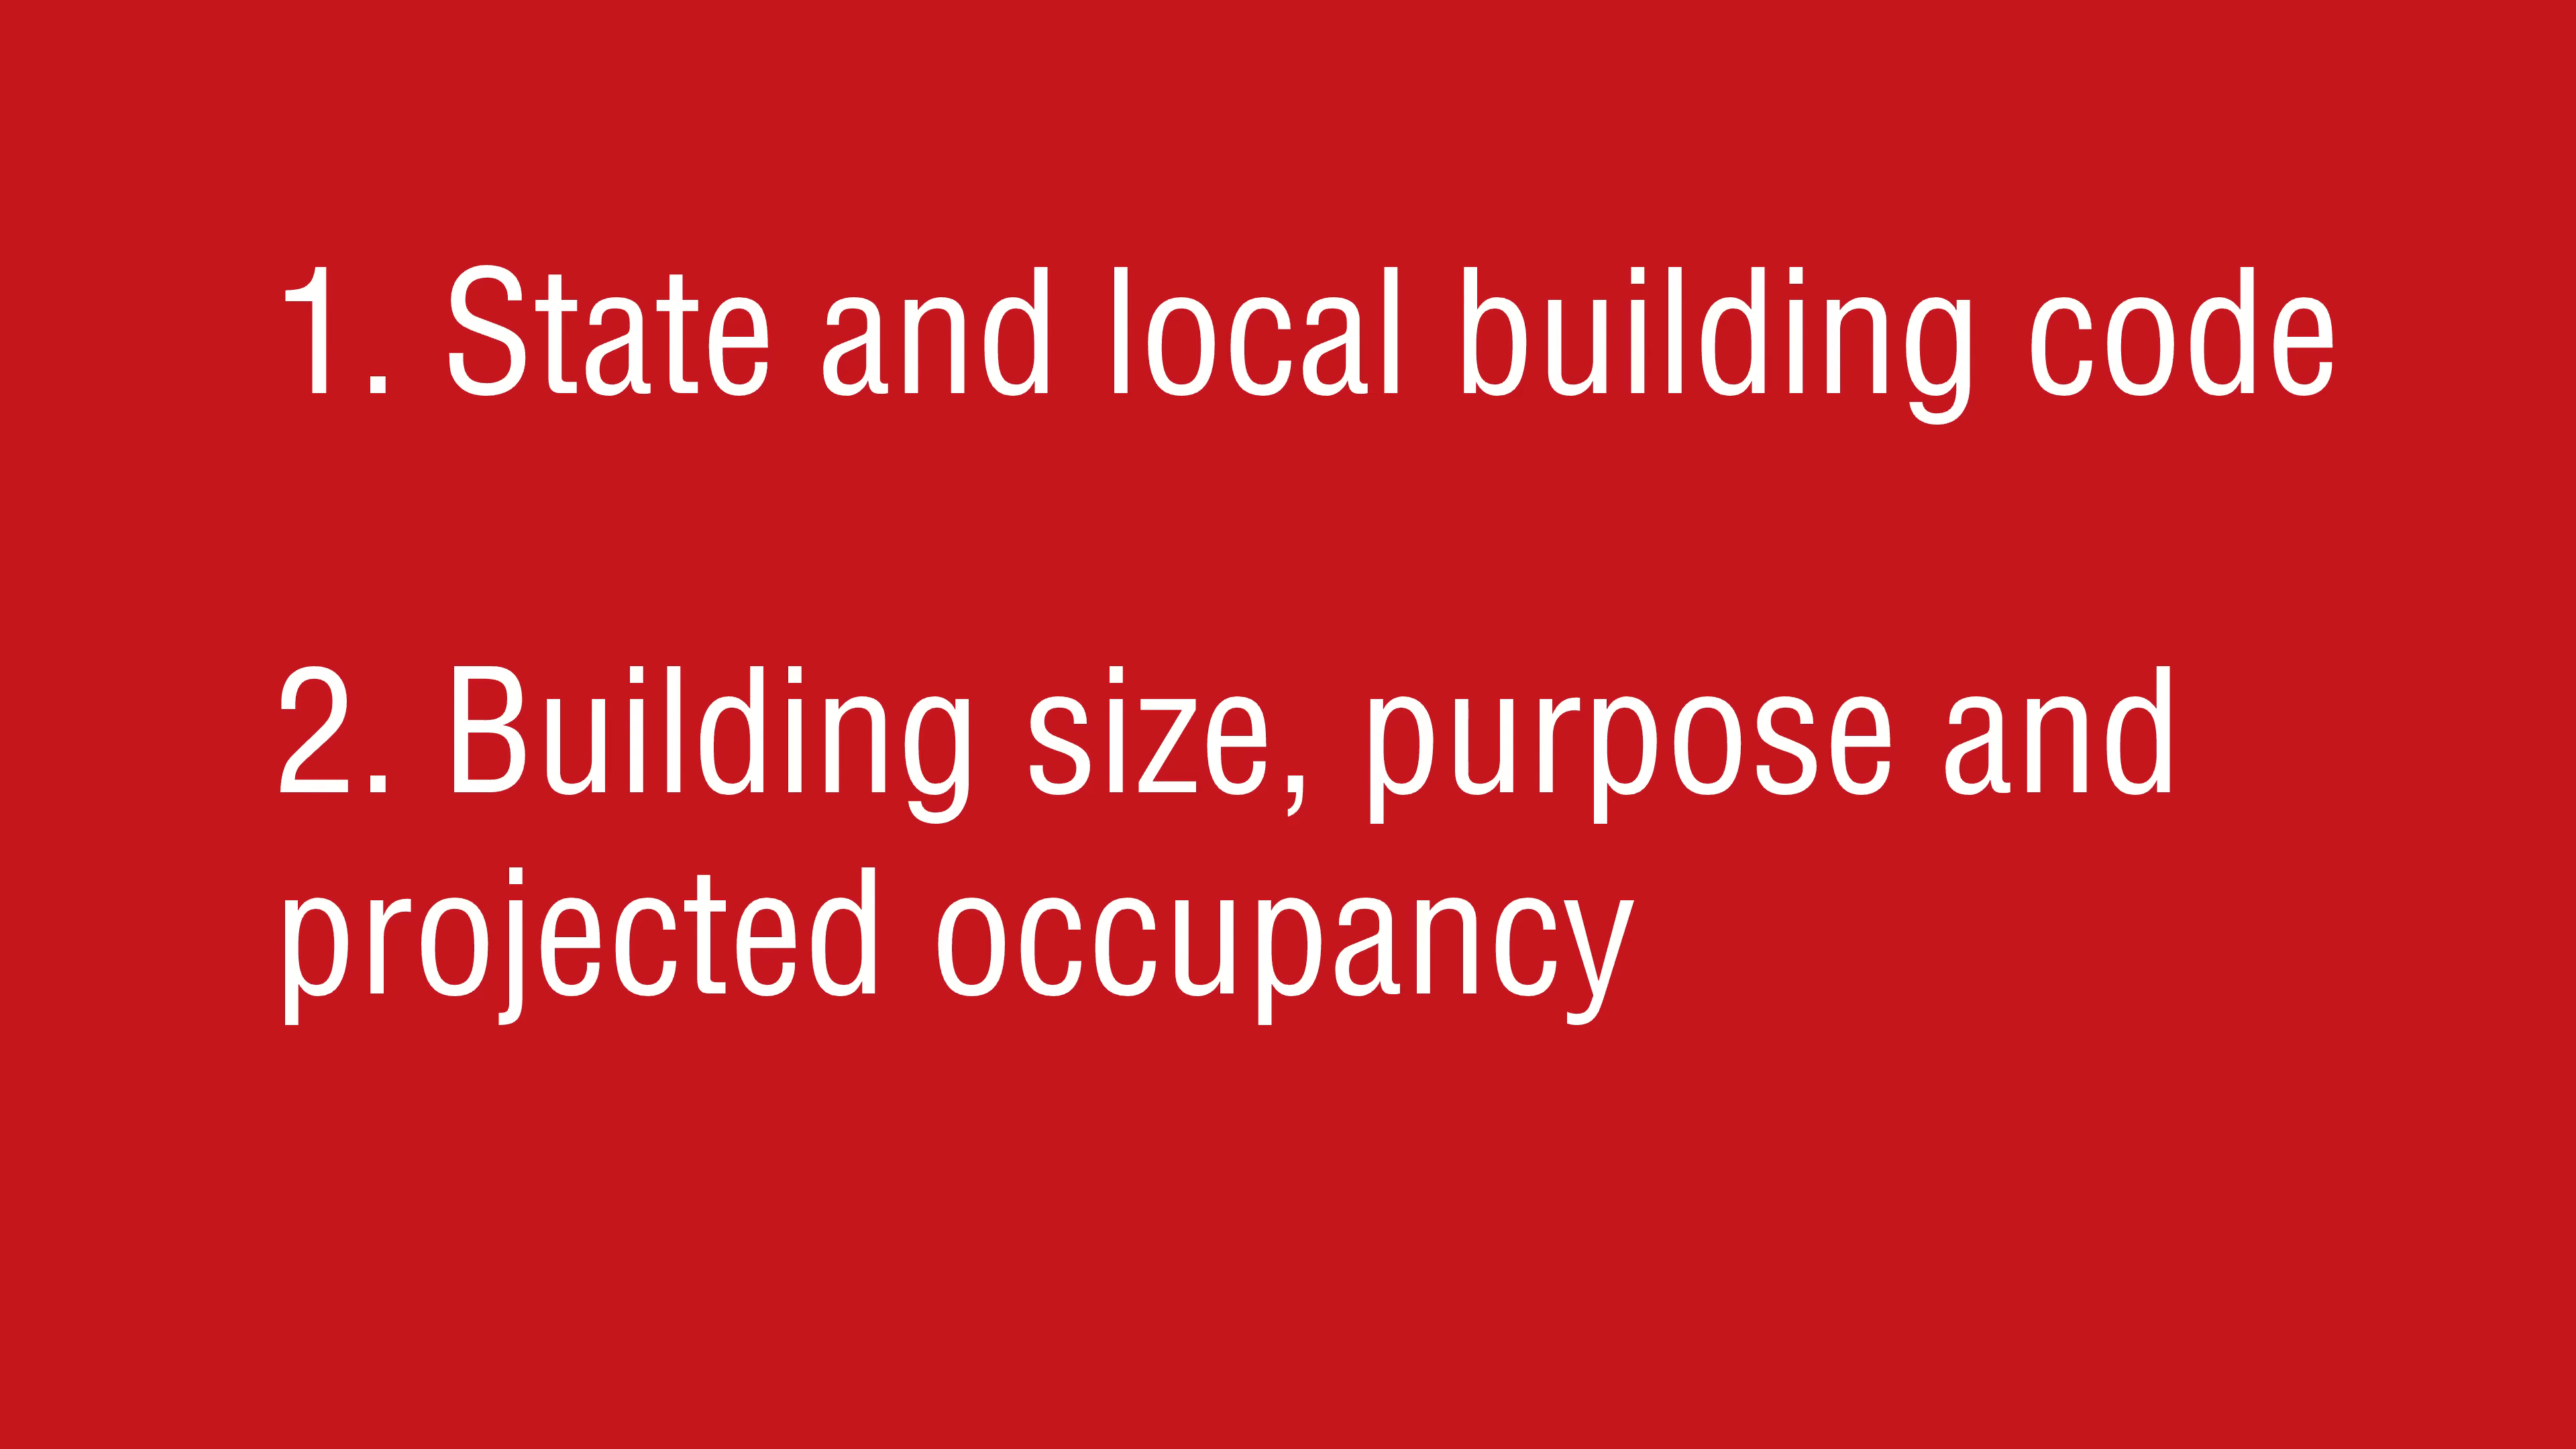 1. State and local building code
2. Building size, purpose and
projected occupancy